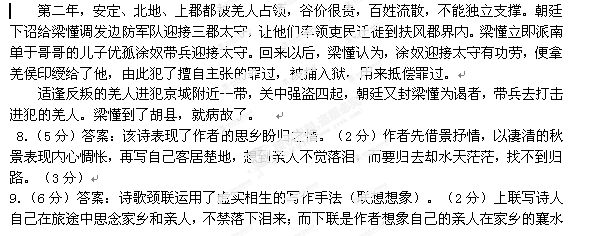 第二年，安定、北地、上郡都被羌人占领，谷价很贵，百姓流散，不能独立支撑。朝廷
下诏给梁慬调发边防军队迎接三郡太守，让他们率领吏民迁徙到扶风郡界内。梁慬立即派南
单于哥哥的儿子优孤涂奴带兵迎接太守。回来以后，梁慬认为，涂奴迎接太守有功劳，便拿
羌侯印绶给了他，由此犯了擅自主张的罪过，被捕入狱，用来抵偿罪过。
适逢反叛的羌人进犯京城附近一带，关中强盗四起，朝廷又封梁慬为谒者，带兵去打击
进犯的羌人。梁慬到了胡县，就病故了。
8.（5 分）答案：该诗表现了作者的思乡盼归之情。（2 分）作者先借景抒情，以凄清的秋
景表现内心惆怅，再写自己客居楚地，想到亲人不觉落泪，而要归去却水天茫茫，找不到归
路。（3 分）
9.（6 分）答案：诗歌颈联运用了虚实相生的写作手法（联想想象）。（2 分）上联写诗人
自己在旅途中思念家乡和亲人，不禁落下泪来；而下联是作者想象自己的亲人在家乡的襄水